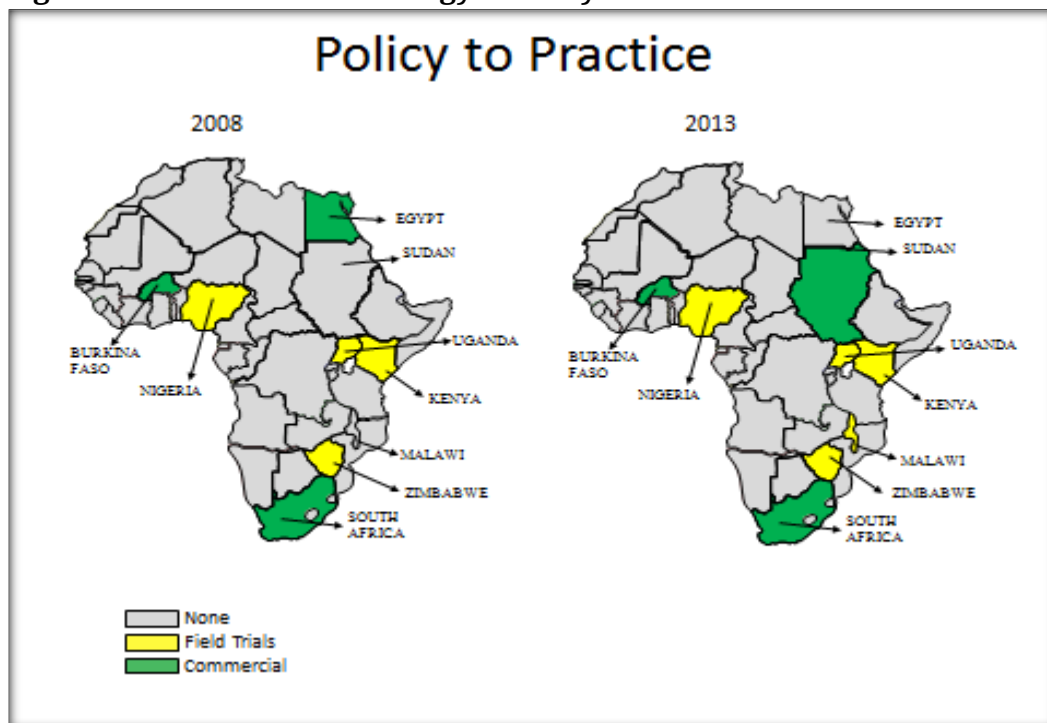 Policy to Practice
2008
2013
EGYPT
SUDAN
UGANDA
BURKINA
FASO
NIGERIA
KENYA
MALAWI
ZIMBABWE
SOUTH
AFRICA
EGYPT
SUDAN
UGANDA
BURKINA
FASO
NIGERIA
KENYA
MALAWI
ZIMBABWE
SOUTH
AFRICA
None
Field Trials
Commercial